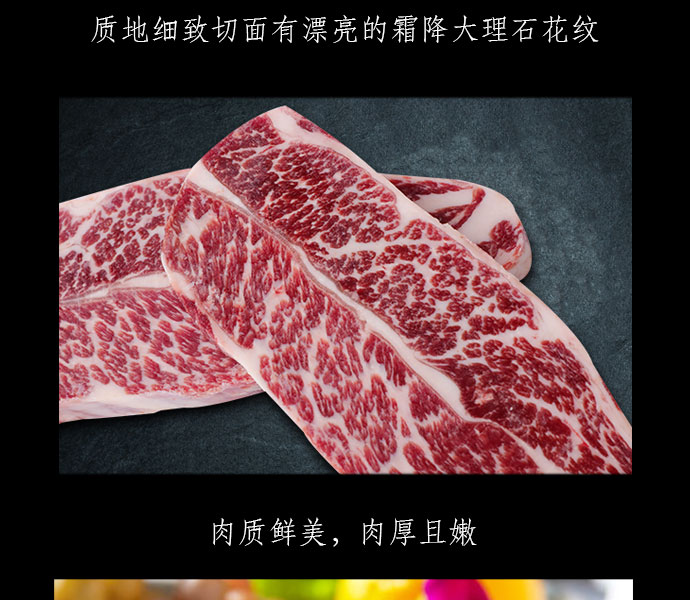 质地细致切面有漂亮的霜降大理石花纹
肉质鲜美，肉厚且嫩